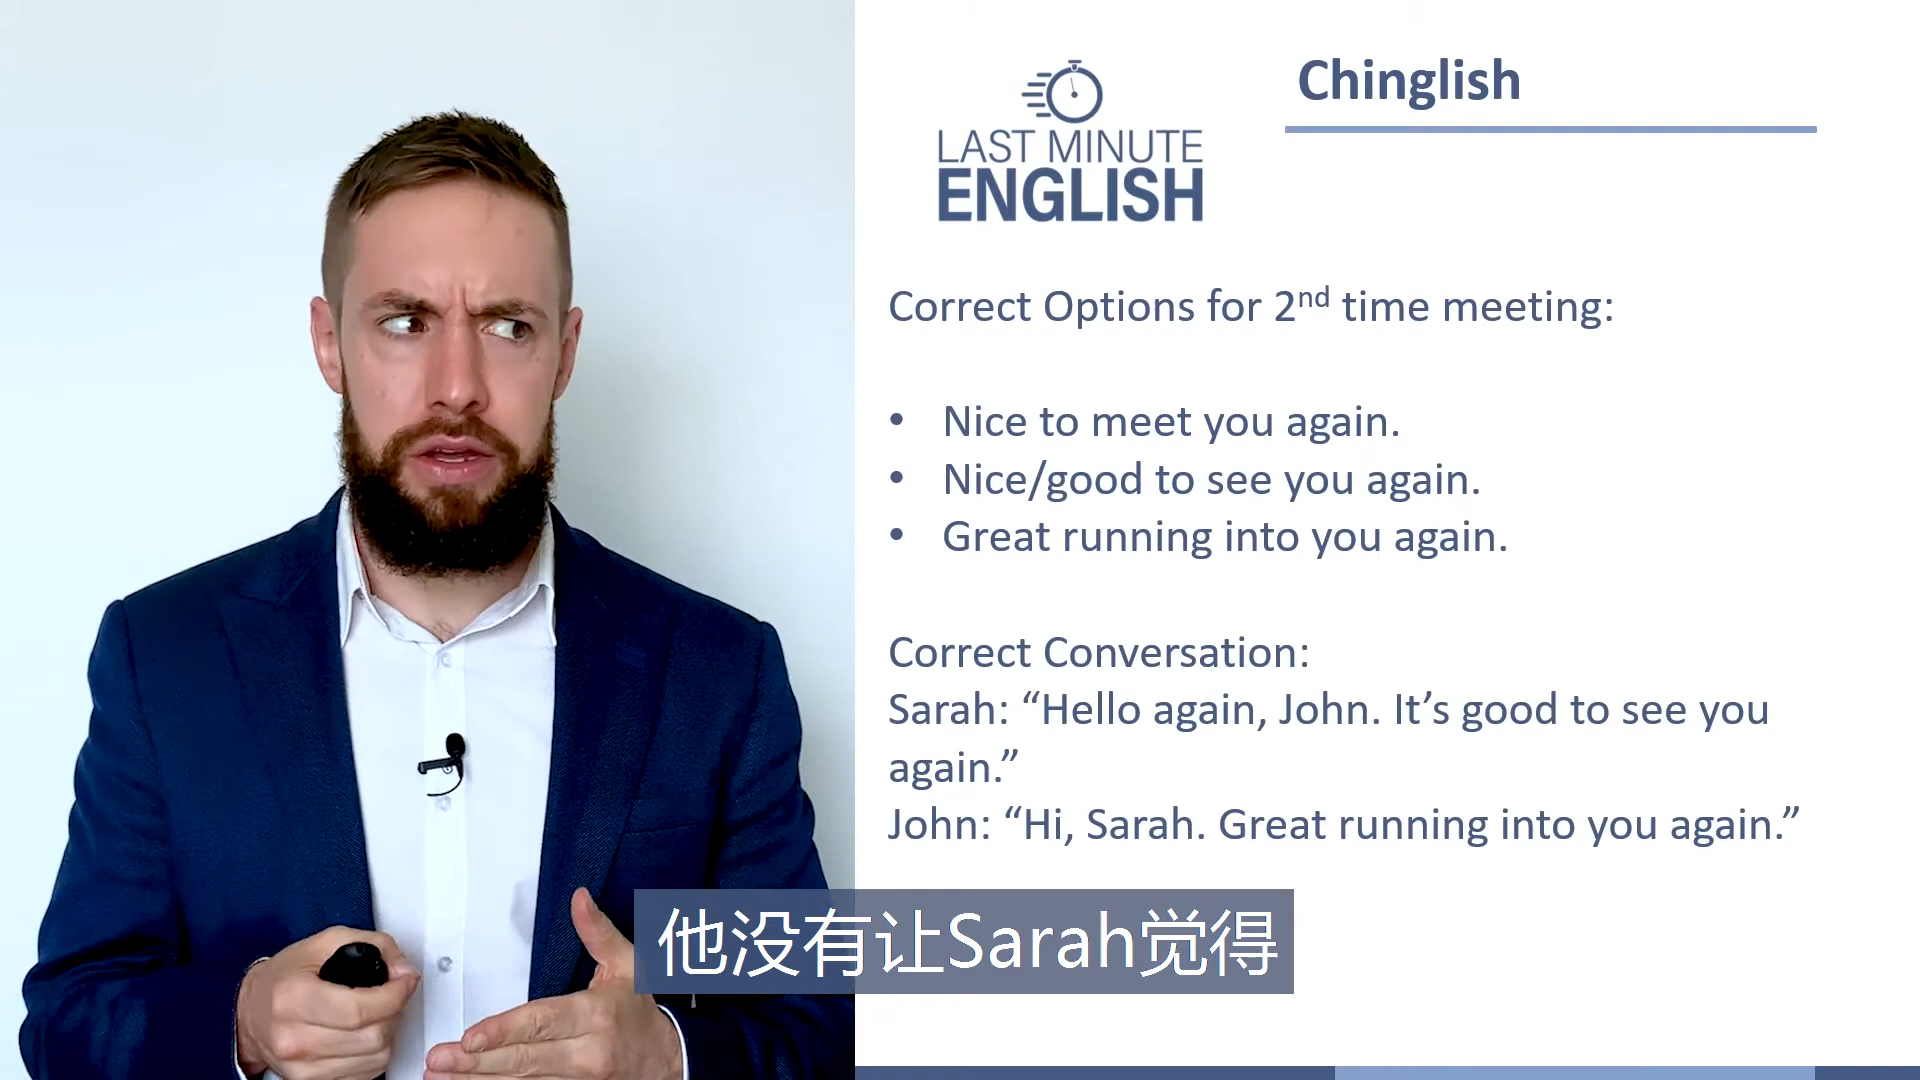 LAST MINUTE
ENGLISH
Chinglish
Correct Options for 2nd time meeting:
• Nice to meet you again.
• Nice/good to see you again.
• Great running into you again.
Correct Conversation:
Sarah: “Hello again, John. It’s good to see you
again.”
John: “Hi, Sarah. Great running into you again.”
他没有让Sarah觉得